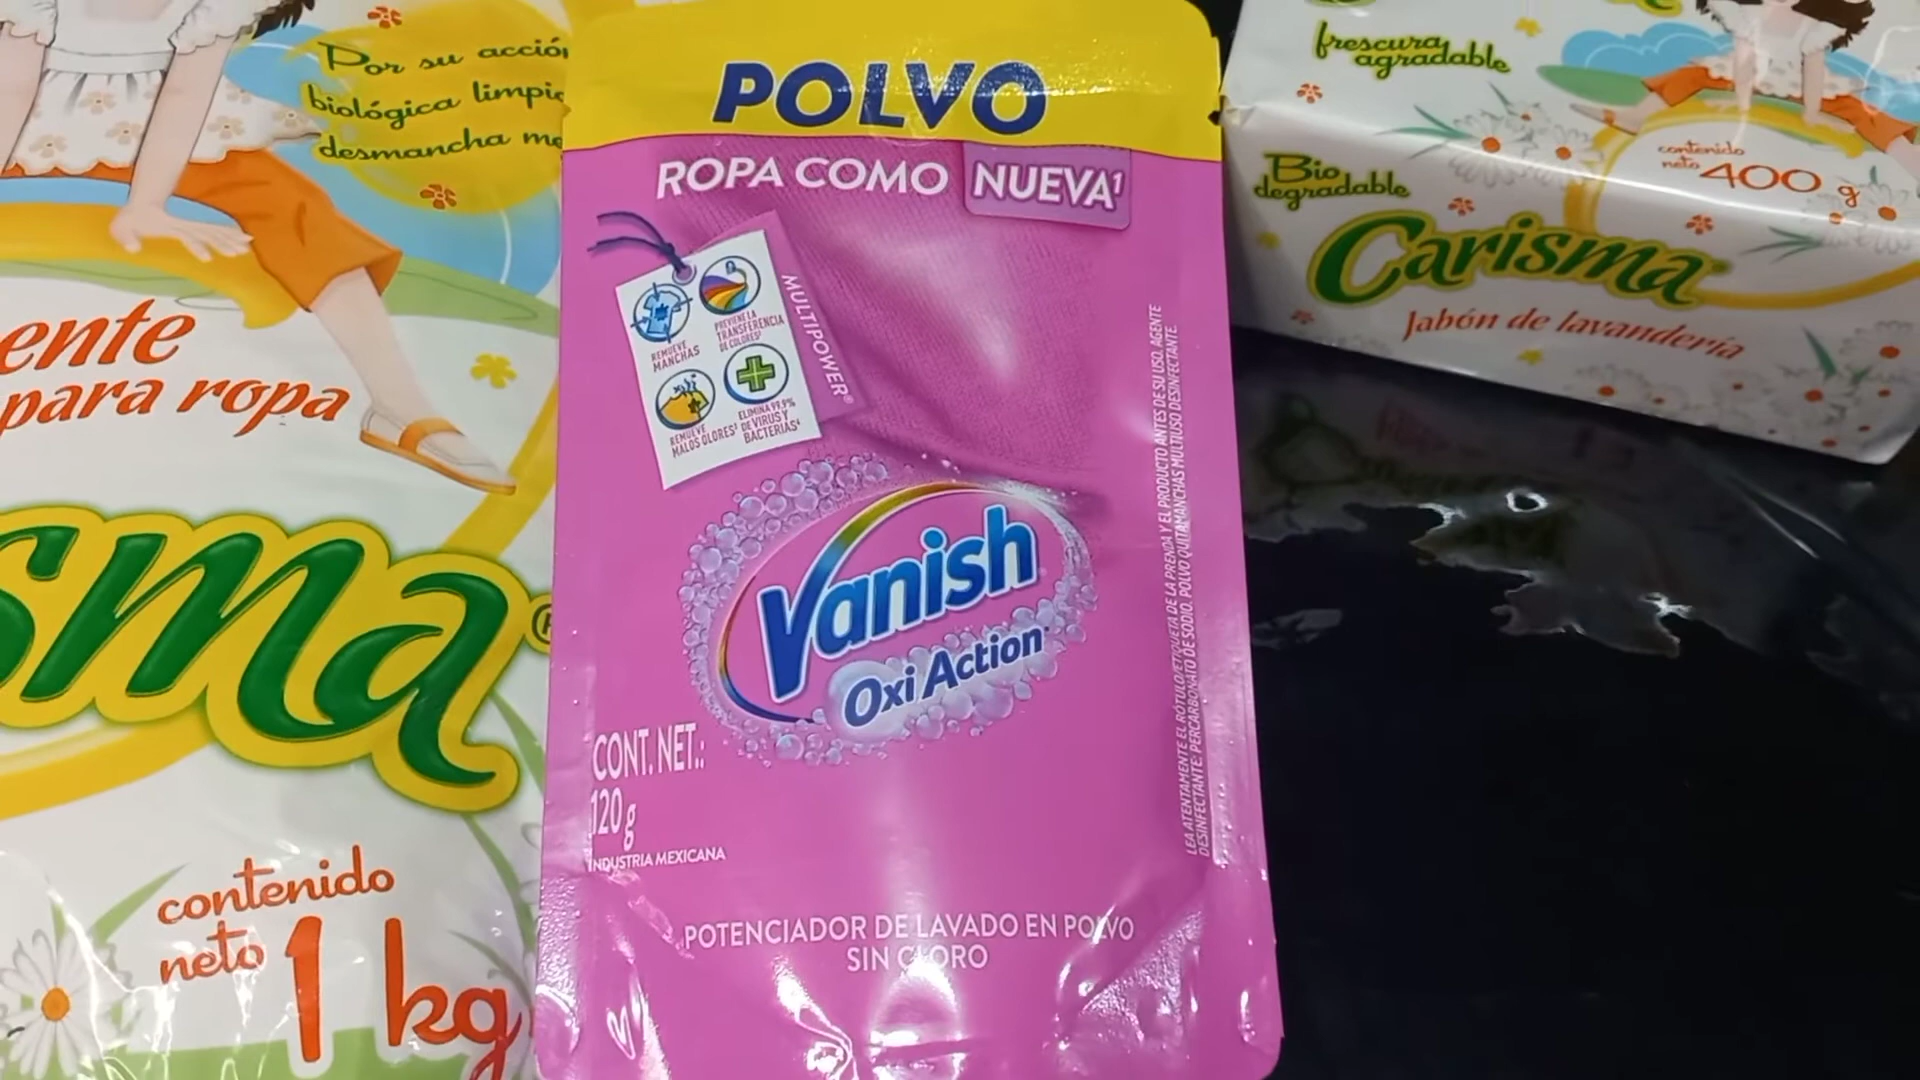 Por su acción
biológica limpia
desmancha
ente
para ropa
sma
contenido
neto 1 kg
POLVO
ROPA COMO NUEVA¹
MULTIPOWER®
REMUEVE
MANCHAS
PREVIENE LA
TRANSFERENCIA
DE COLORES²
REMUEVE
MALOS OLORES³
ELIMINA 99.9%
DE VIRUS Y
BACTERIAS⁴
Vanish
Oxi Action
CONT. NET.:
120g
INDUSTRIA MEXICANA
POTENCIADOR DE LAVADO EN POLVO
SIN CLORO
LEA ATENTAMENTE EL RÓTULO/ETIQUETA DE LA PRENDA Y EL PRODUCTO ANTES DE SU USO. AGENTE
DESINFECTANTE: PERCARBONATO DE SODIO. POLVO QUITAMANCHAS MULTIUSO DESINFECTANTE.
frescura
agradable
Bio
degradable
contenido
neto 400 g
Carisma
Jabón de lavandería